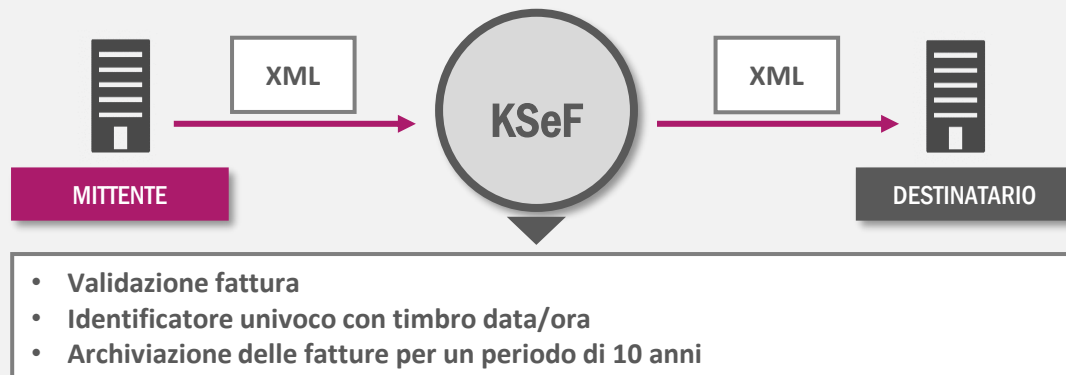 XML
XML
KSeF
MITTENTE
DESTINATARIO
• Validazione fattura
• Identificatore univoco con timbro data/ora
• Archiviazione delle fatture per un periodo di 10 anni